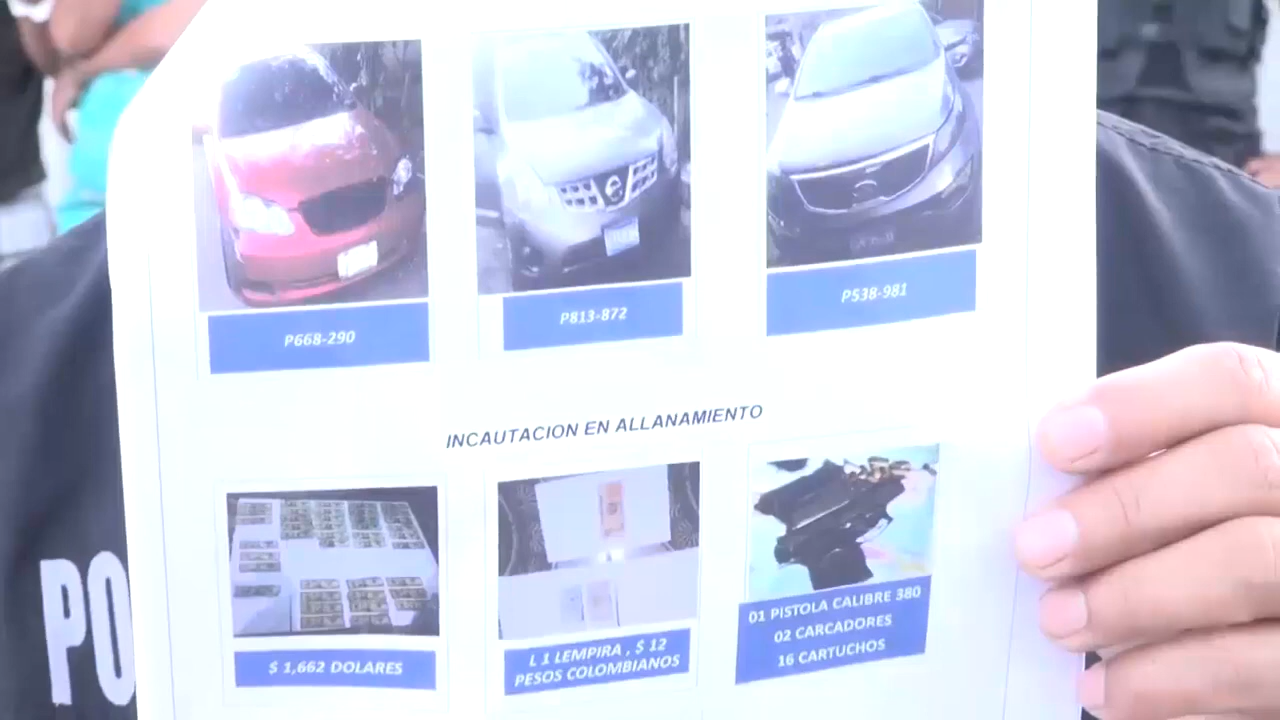 P668-290
P813-872
P538-981
INCAUTACION EN ALLANAMIENTO
$ 1,662 DOLARES
L 1 LEMPIRA , $ 12
PESOS COLOMBIANOS
01 PISTOLA CALIBRE 380
02 CARCADORES
16 CARTUCHOS
PO